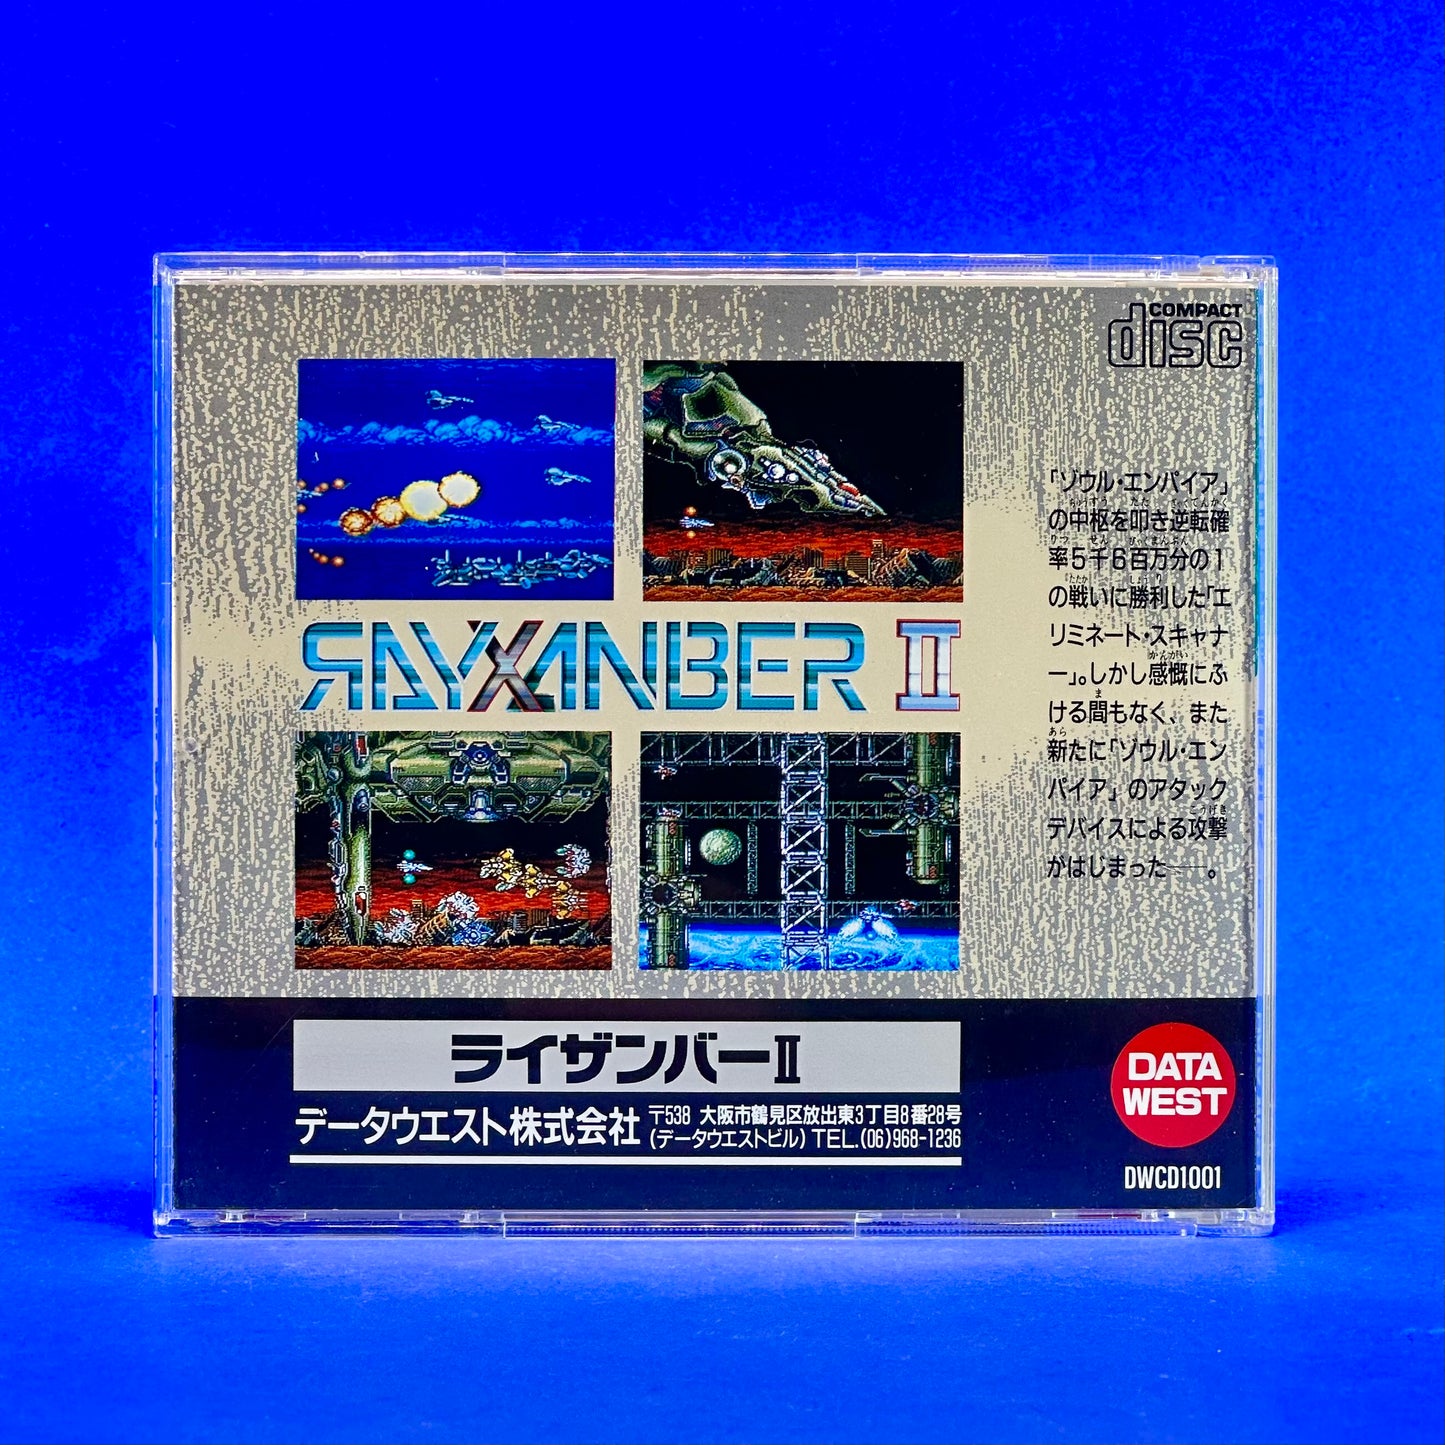 COMPACT
disc
「ゾウル・エンパイア」
の中枢を叩き逆転確
率5千6百万分の1
の戦いに勝利した「エ
リミネート・スキャナ
ー」。しかし感慨にふ
ける間もなく、また
新たに「ゾウル・エン
パイア」のアタック
デバイスによる攻撃
がはじまった──。
RAYXANBER II
ライザンバーII
データウエスト株式会社
〒538 大阪市鶴見区放出東3丁目8番28号
(データウエストビル) TEL.(06)968-1236
DATA
WEST
DWCD1001